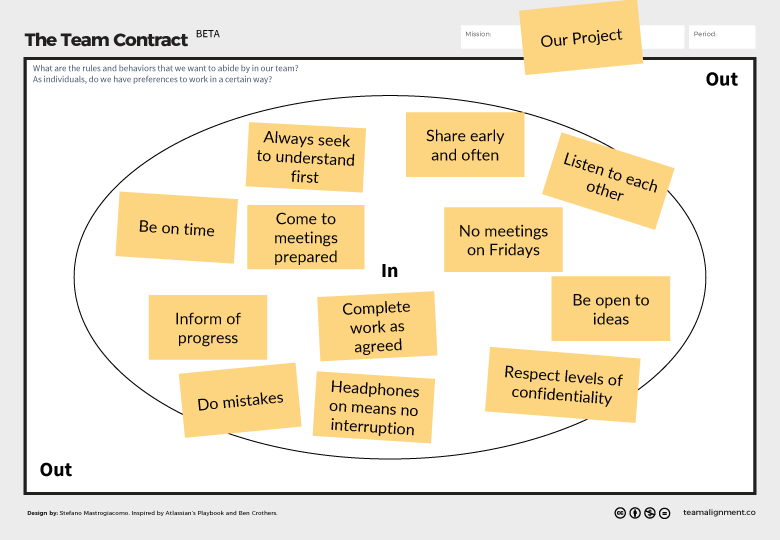 The Team Contract BETA
Mission:
Our Project
Period:
What are the rules and behaviors that we want to abide by in our team?
As individuals, do we have preferences to work in a certain way?
Out
Always seek
to understand
first
Share early
and often
Listen to each
other
Be on time
Come to
meetings
prepared
No meetings
on Fridays
In
Be open to
ideas
Inform of
progress
Complete
work as
agreed
Respect levels of
confidentiality
Do mistakes
Headphones
on means no
interruption
Out
Design by: Stefano Mastrogiacomo. Inspired by Atlassian's Playbook and Ben Crothers.
teamalignment.co